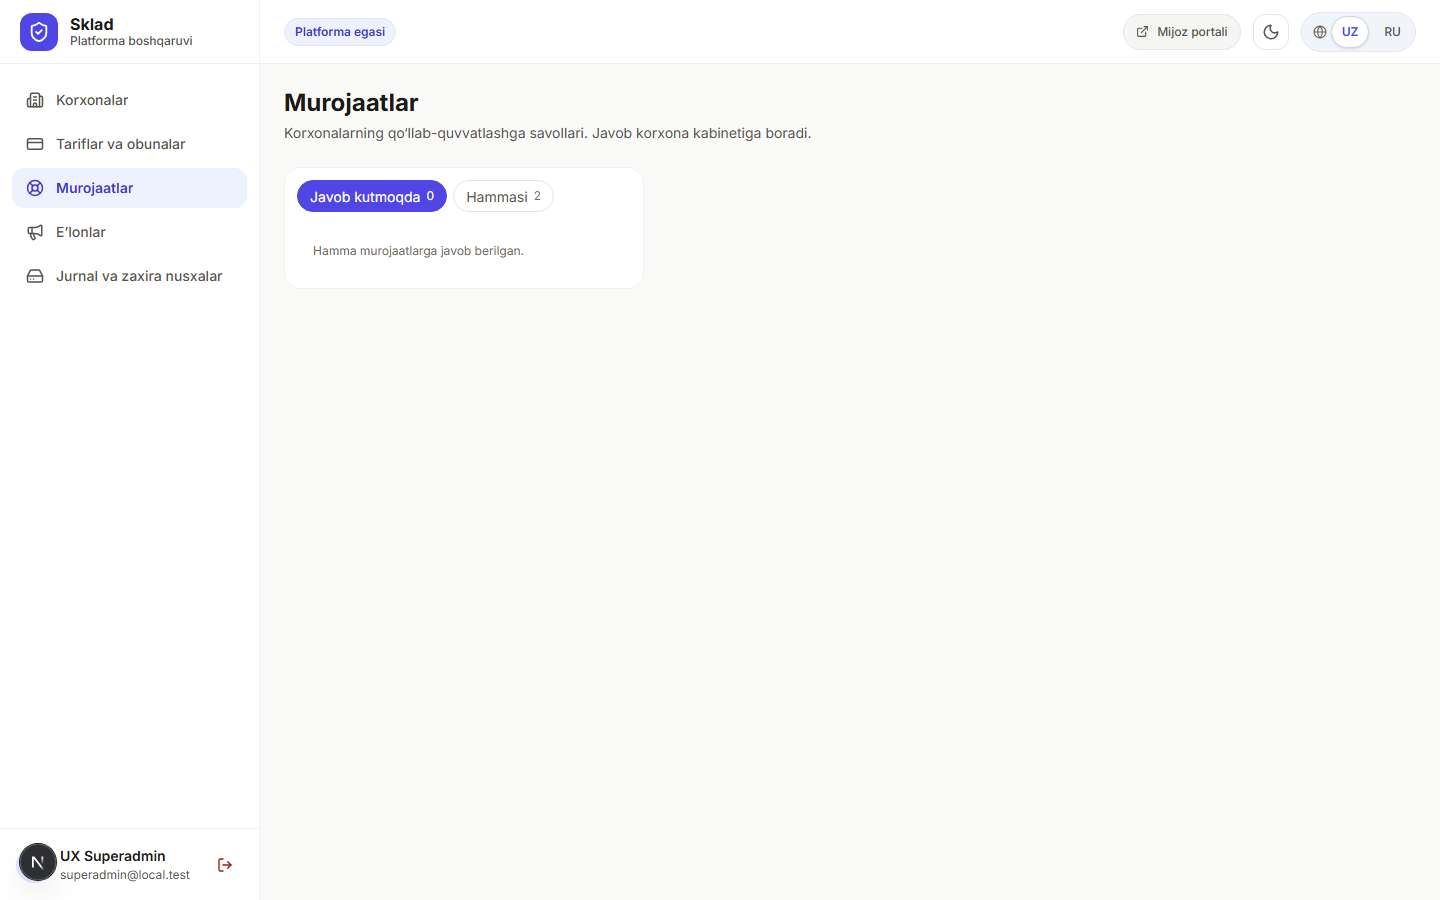 Sklad
Platforma boshqaruvi
Platforma egasi
Mijoz portali
UZ
RU
Korxonalar
Tariflar va obunalar
Murojaatlar
E’lonlar
Jurnal va zaxira nusxalar
Murojaatlar
Korxonalarning qo‘llab-quvvatlashga savollari. Javob korxona kabinetiga boradi.
Javob kutmoqda 0
Hammasi 2
Hamma murojaatlarga javob berilgan.
N
UX Superadmin
superadmin@local.test